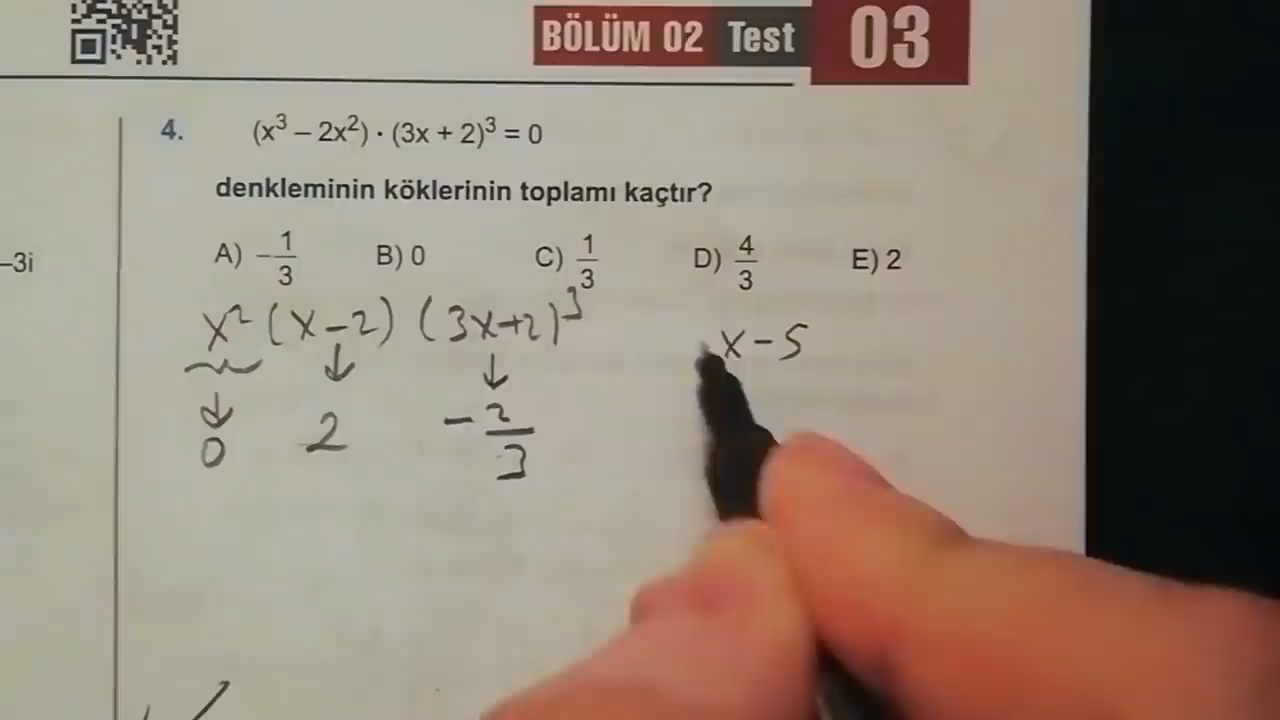 BÖLÜM 02 Test 03
4. (x³ – 2x²) · (3x + 2)³ = 0
denkleminin köklerinin toplamı kaçtır?
–3i
A) –1/3 B) 0 C) 1/3 D) 4/3 E) 2
x² (x–2) (3x+2)³
x–5
0 2 –2/3